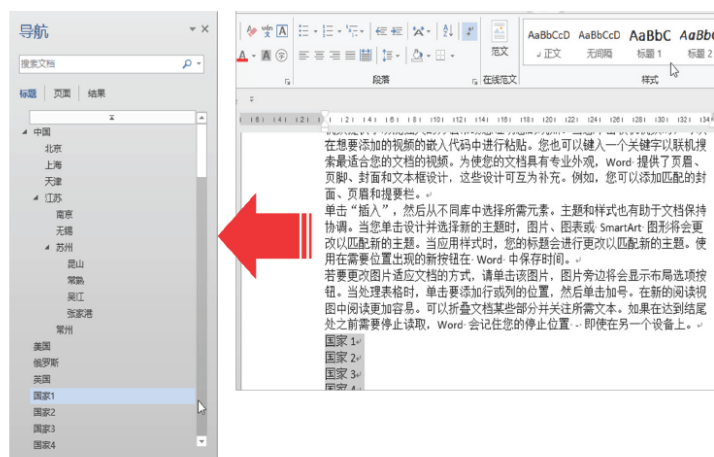 导航
搜索文档
标题 页面 结果
中国
北京
上海
天津
江苏
南京
无锡
苏州
昆山
常熟
吴江
张家港
常州
美国
俄罗斯
英国
国家1
国家2
国家3
国家4
段落
范文
在线范文
AaBbCcD AaBbCcD AaBbC AaBb
正文 无间隔 标题 1 标题 2
样式
在想要添加的视频的嵌入代码中进行粘贴。您也可以键入一个关键字以联机搜
索最适合您的文档的视频。为使您的文档具有专业外观，Word 提供了页眉、
页脚、封面和文本框设计，这些设计可互为补充。例如，您可以添加匹配的封
面、页眉和提要栏。
单击“插入”，然后从不同库中选择所需元素。主题和样式也有助于文档保持
协调。当您单击设计并选择新的主题时，图片、图表或 SmartArt 图形将会更
改以匹配新的主题。当应用样式时，您的标题会进行更改以匹配新的主题。使
用在需要位置出现的新按钮在 Word 中保存时间。
若要更改图片适应文档的方式，请单击该图片，图片旁边将会显示布局选项按
钮。当处理表格时，单击要添加行或列的位置，然后单击加号。在新的阅读视
图中阅读更加容易。可以折叠文档某些部分并关注所需文本。如果在达到结尾
处之前需要停止读取，Word 会记住您的停止位置 - 即使在另一个设备上。
国家 1
国家 2
国家 3
国家 4